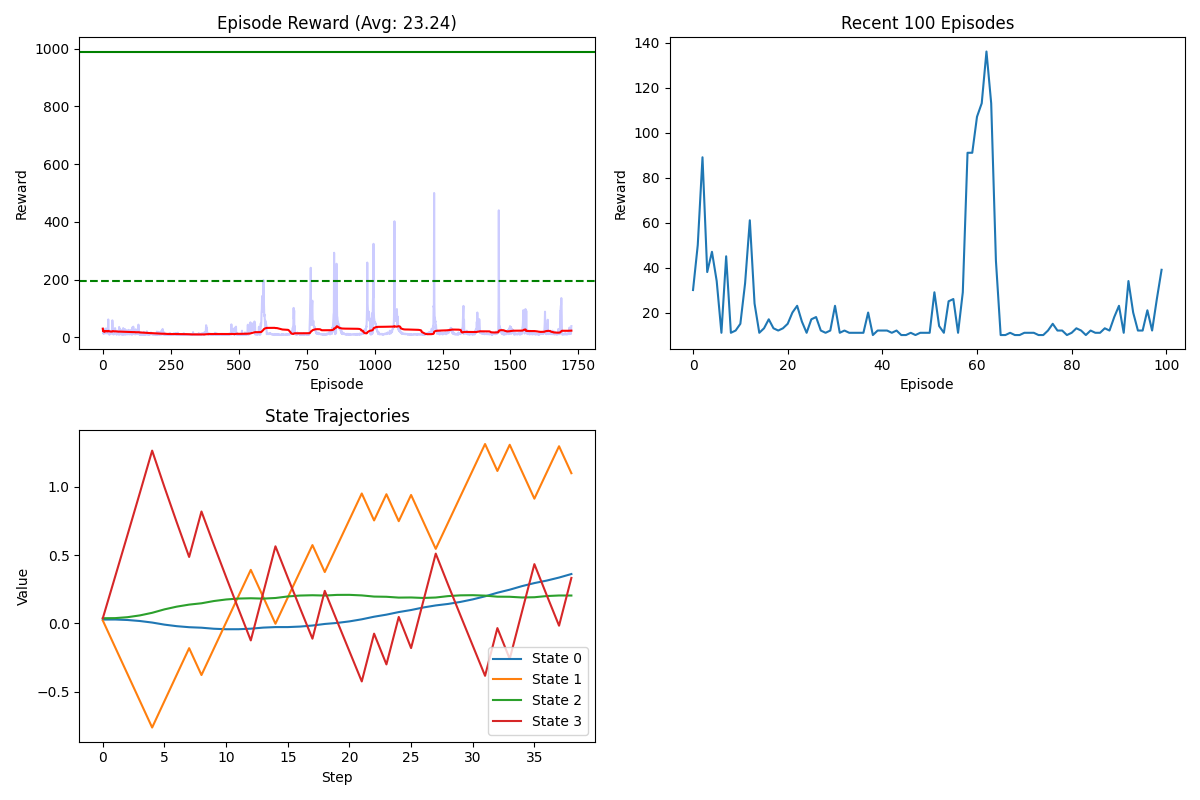 Episode Reward (Avg: 23.24)
Reward
1000
800
600
400
200
0
0 250 500 750 1000 1250 1500 1750
Episode
Recent 100 Episodes
Reward
140
120
100
80
60
40
20
0 20 40 60 80 100
Episode
State Trajectories
Value
1.0
0.5
0.0
−0.5
State 0
State 1
State 2
State 3
0 5 10 15 20 25 30 35
Step